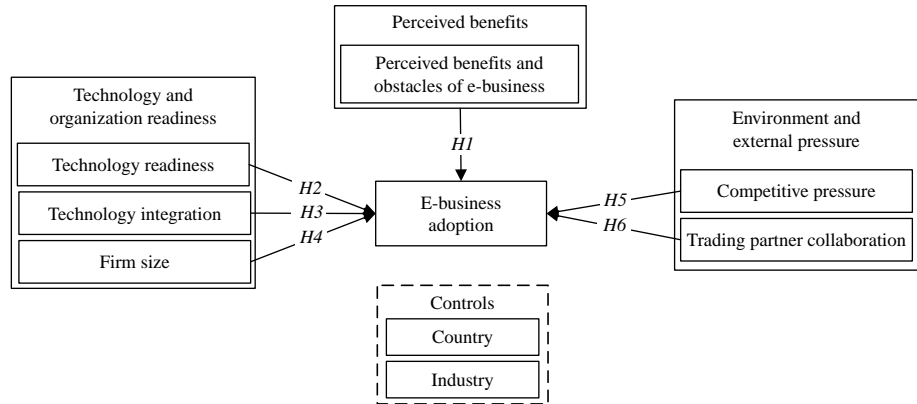 Perceived benefits
Perceived benefits and
obstacles of e-business
Technology and
organization readiness
Technology readiness
Technology integration
Firm size
H1
H2
H3
H4
E-business
adoption
Environment and
external pressure
Competitive pressure
Trading partner collaboration
H5
H6
Controls
Country
Industry